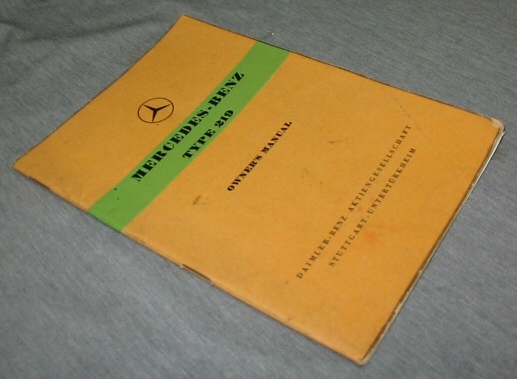 MERCEDES-BENZ
TYPE 219
OWNER'S MANUAL
DAIMLER-BENZ AKTIENGESELLSCHAFT
STUTTGART-UNTERTÜRKHEIM